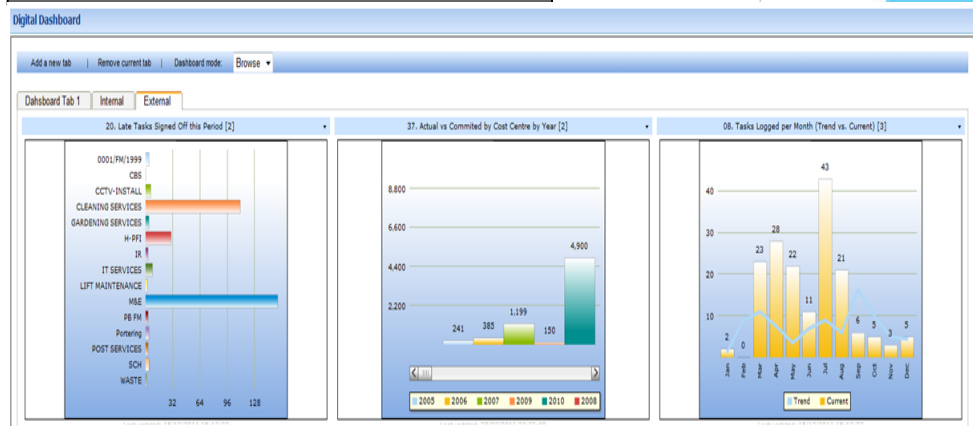 Digital Dashboard
Add a new tab | Remove current tab | Dashboard mode: Browse
Dahsboard Tab 1 Internal External
20. Late Tasks Signed Off this Period [2]
0001/FM/1999
CBS
CCTV-INSTALL
CLEANING SERVICES
GARDENING SERVICES
H-PFI
IR
IT SERVICES
LIFT MAINTENANCE
M&E
PB FM
Portering
POST SERVICES
SCH
WASTE
32 64 96 128
37. Actual vs Commited by Cost Centre by Year [2]
8.800
6.600
4.400
2.200
241 385 1.199 150 4,900
2005 2006 2007 2009 2010 2008
08. Tasks Logged per Month (Trend vs. Current) [3]
40
30
20
10
2 0 23 28 22 11 43 21 6 5 3 5
Jan Feb Mar Apr May Jun Jul Aug Sep Oct Nov Dec
Trend Current